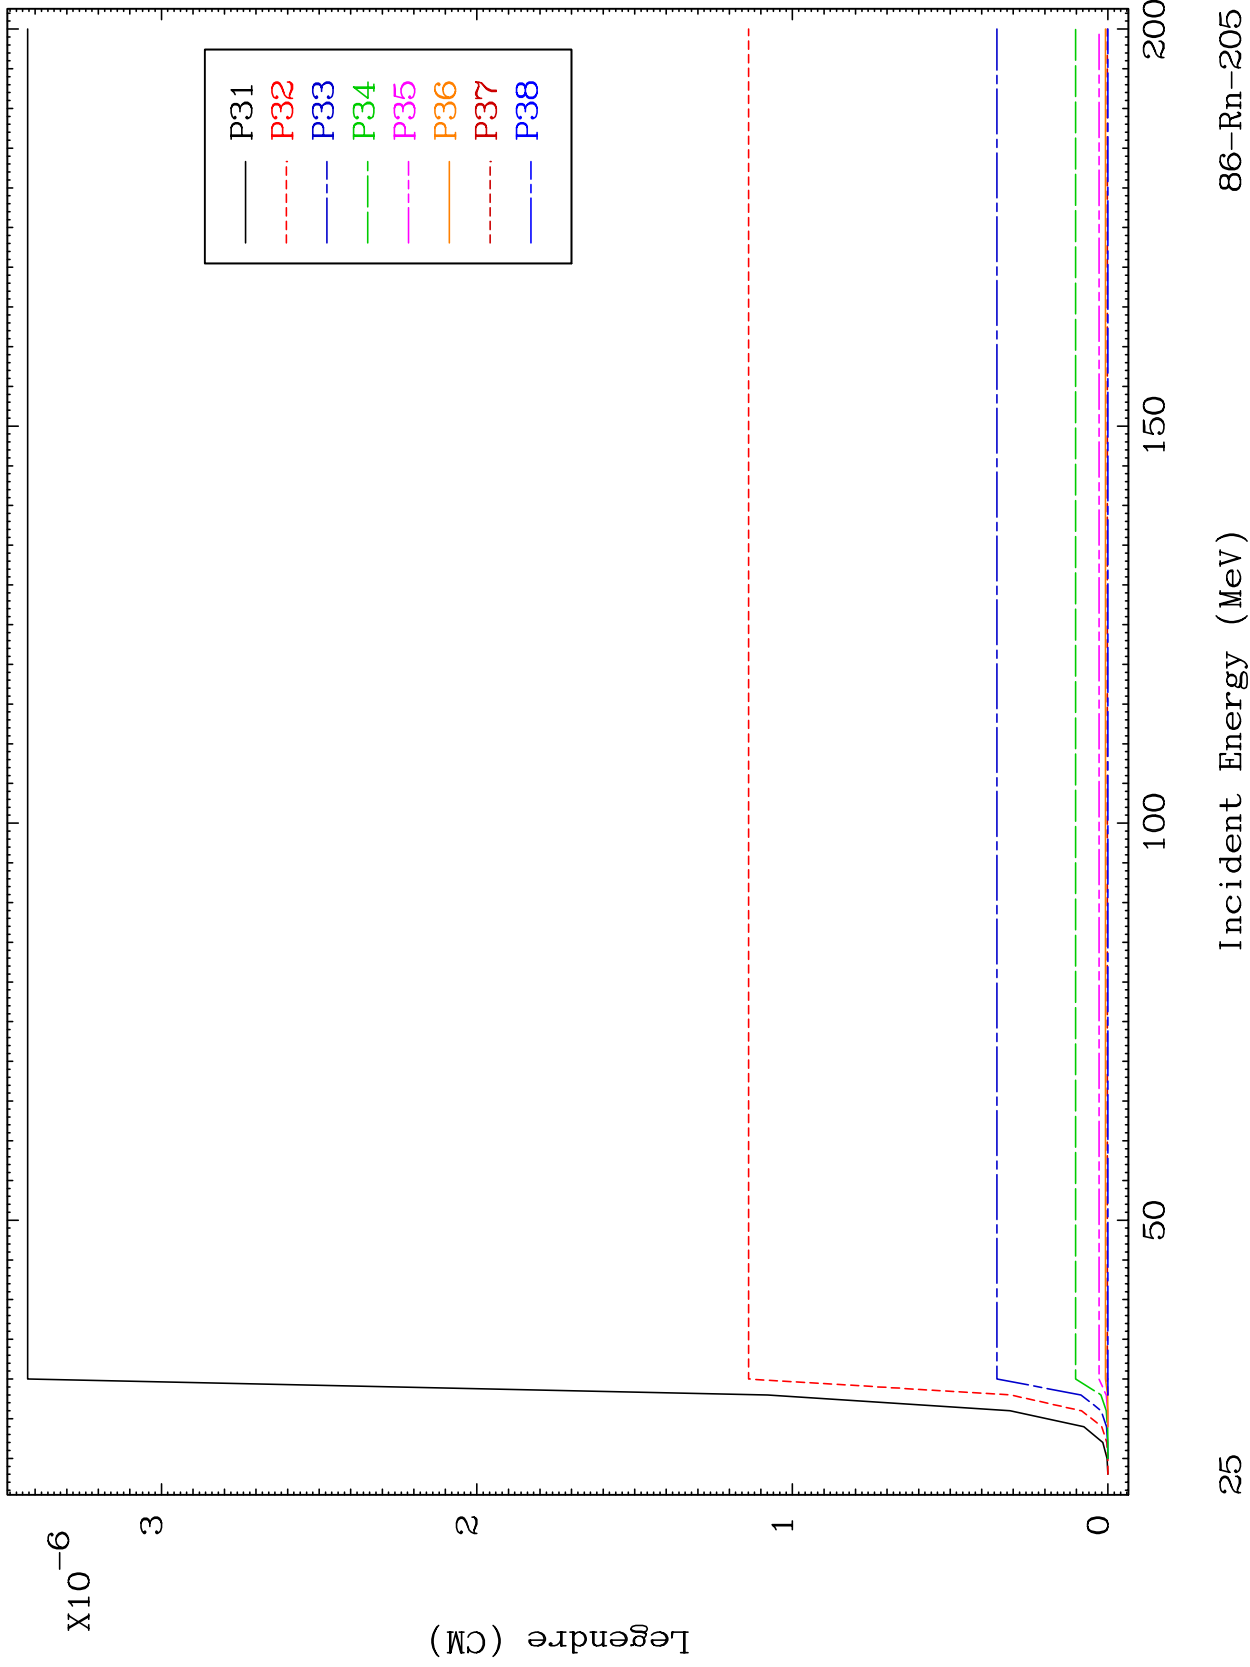 X10-6
3
2
1
0
Legendre (CM)
P31
P32
P33
P34
P35
P36
P37
P38
50
100
150
200
Incident Energy (MeV)
25
86-Rn-205